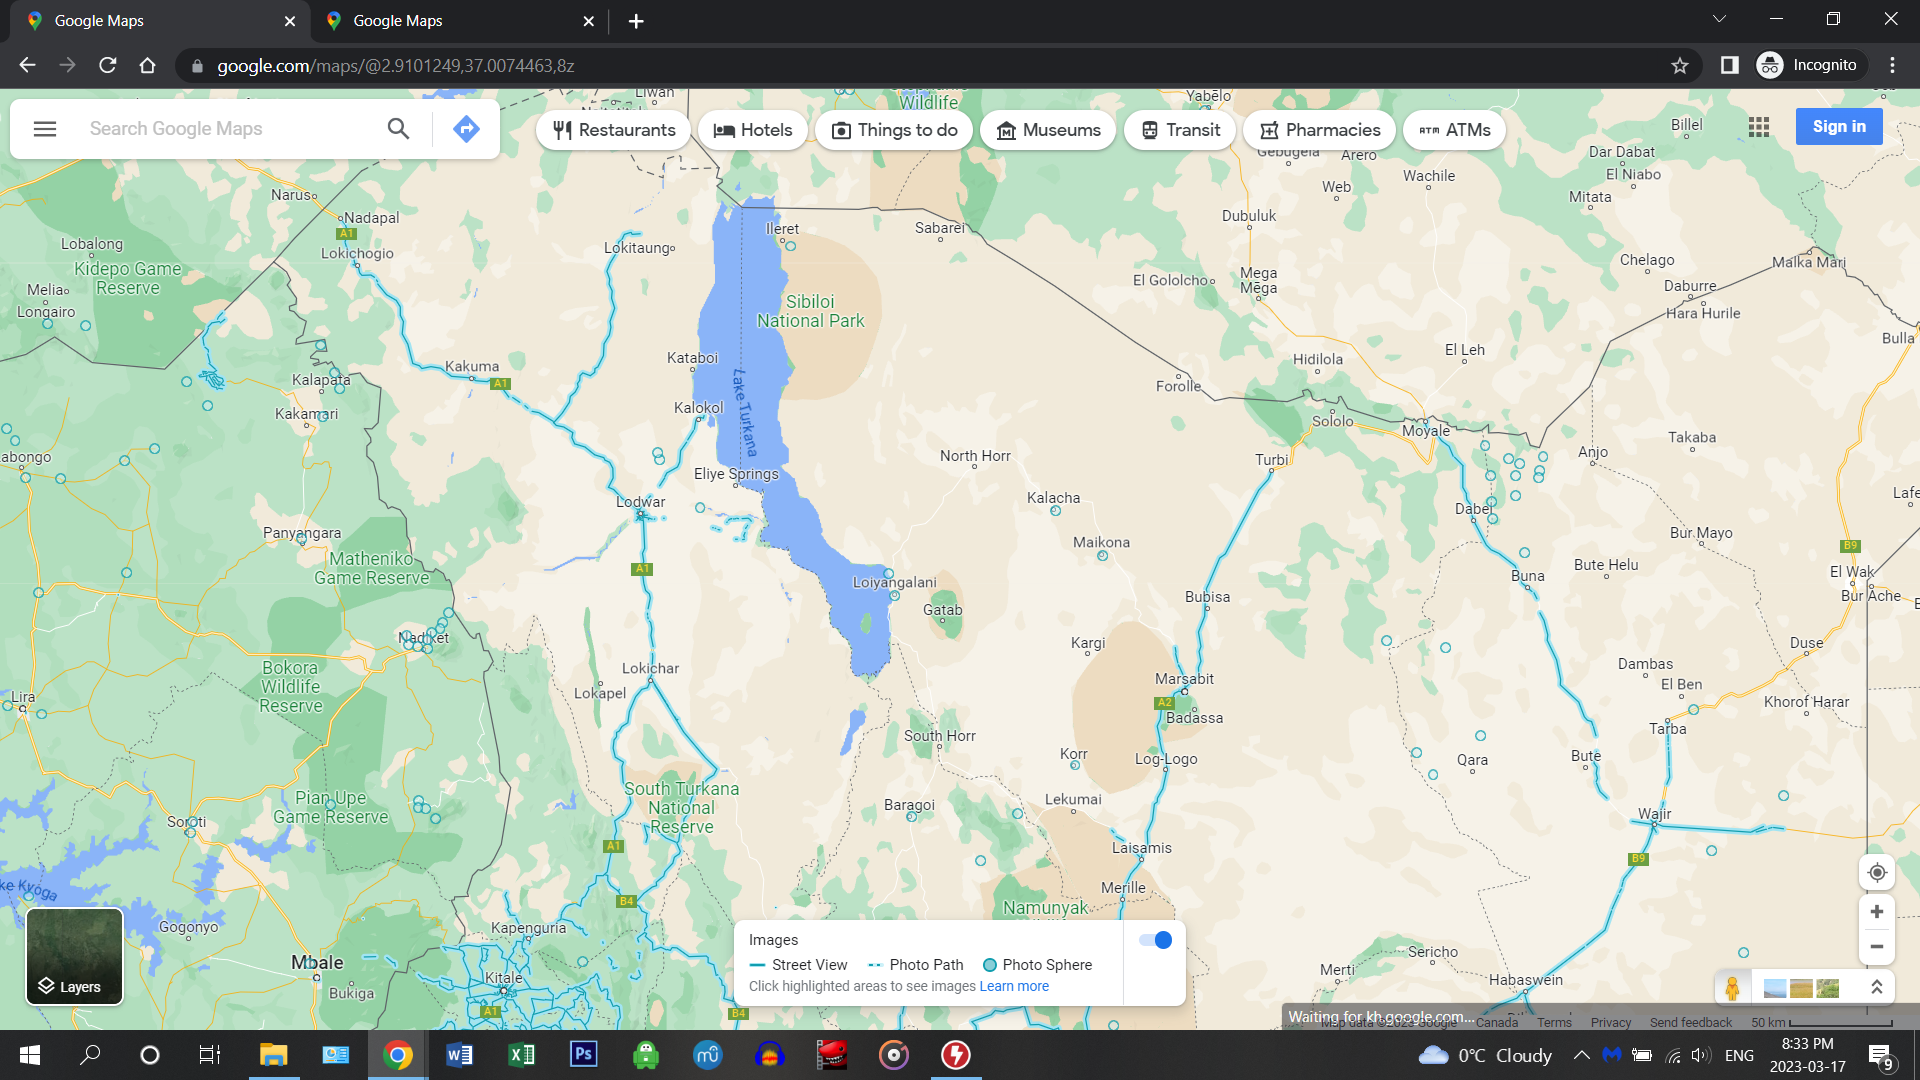 Google Maps
Google Maps
google.com/maps/@2.9101249,37.0074463,8z
Incognito
Search Google Maps
Restaurants
Hotels
Things to do
Museums
Transit
Pharmacies
ATM ATMs
Sign in
Liwan
Wildlife
Yabēlo
Billel
Gebugela
Arero
Dar Dabat
El Niabo
Wachile
Web
Mitata
Narus
Nadapal
A1
Lokichogio
Lobalong
Kidepo Game
Reserve
Melia
Longairo
Lokitaung
Ileret
Sabarei
Dubuluk
Chelago
Malka Mari
El Gololcho
Mega
Mēga
Daburre
Hara Hurile
Sibiloi
National Park
Bulla
Kataboi
Kakuma
A1
Kalapata
Kakamari
Hidilola
El Leh
Forolle
Lake Turkana
Kalokol
Sololo
Moyale
Takaba
Anjo
abongo
Eliye Springs
North Horr
Turbi
Kalacha
Lafe
Lodwar
Dabel
Panyangara
Maikona
Bur Mayo
B9
Matheniko
Game Reserve
A1
Loiyangalani
Buna
Bute Helu
El Wak
Bur Ache
Bubisa
Gatab
Nadiket
Kargi
Duse
Bokora
Wildlife
Reserve
Lokichar
Lokapel
Marsabit
A2
Badassa
Dambas
El Ben
Khorof Harar
Lira
Tarba
South Horr
Korr
Log-Logo
Qara
Bute
South Turkana
National
Reserve
Pian Upe
Game Reserve
Soroti
Baragoi
Lekumai
Wajir
A1
Laisamis
B9
Merille
ke Kyoga
B4
Namunyak
Gogonyo
Kapenguria
Mbale
Bukiga
Kitale
A1
B4
Sericho
Merti
Habaswein
Layers
Images
Street View
Photo Path
Photo Sphere
Click highlighted areas to see images Learn more
Waiting for kh.google.com...
Map data ©2023 Google
Canada
Terms
Privacy
Send feedback
50 km
0°C Cloudy
ENG
8:33 PM
2023-03-17
9